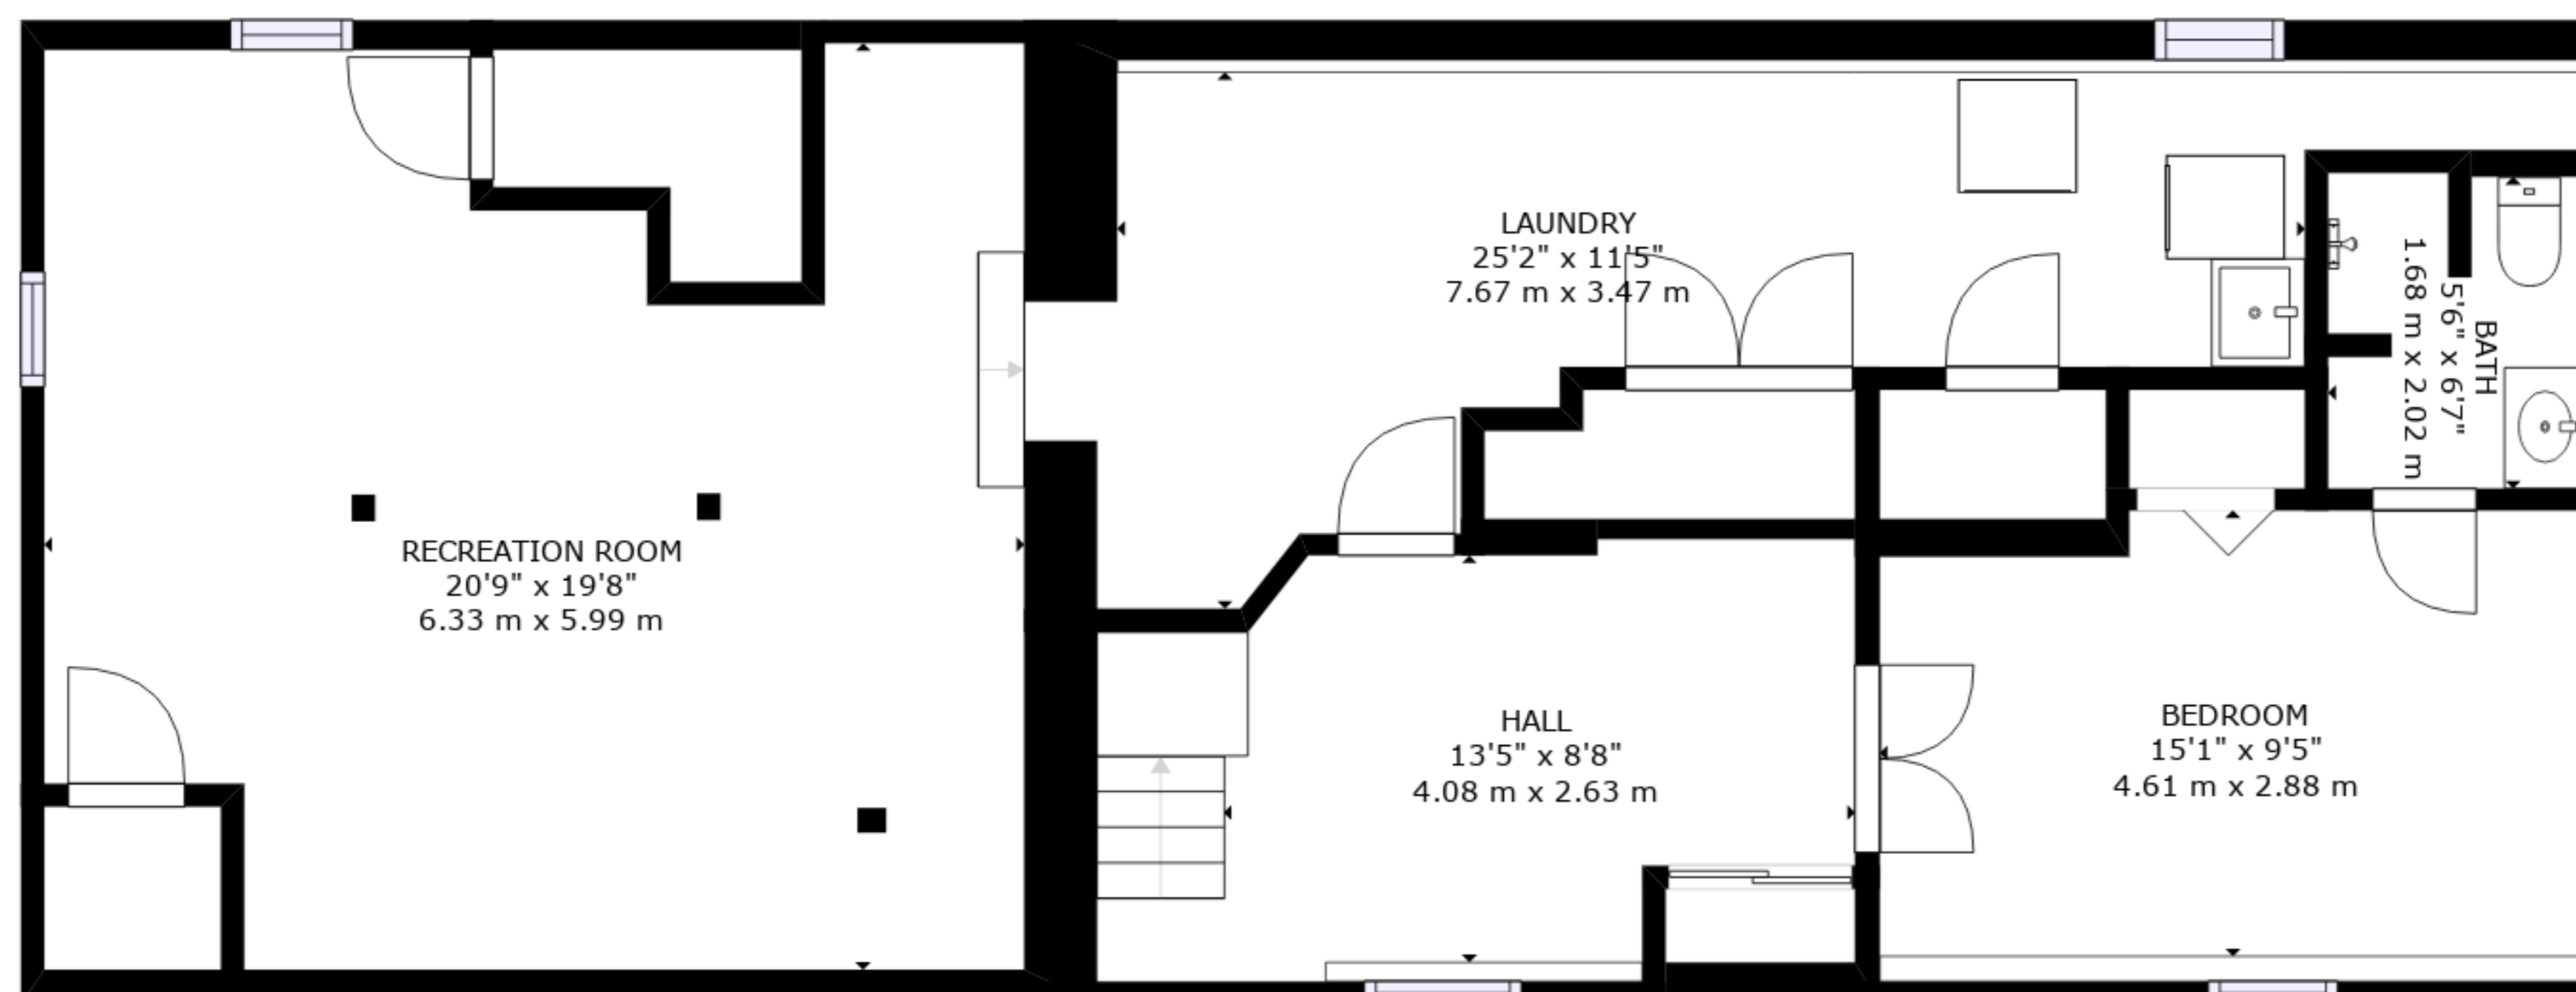 LAUNDRY
25'2" x 11'5"
7.67 m x 3.47 m
BATH
5'6" x 6'7"
1.68 m x 2.02 m
RECREATION ROOM
20'9" x 19'8"
6.33 m x 5.99 m
HALL
13'5" x 8'8"
4.08 m x 2.63 m
BEDROOM
15'1" x 9'5"
4.61 m x 2.88 m